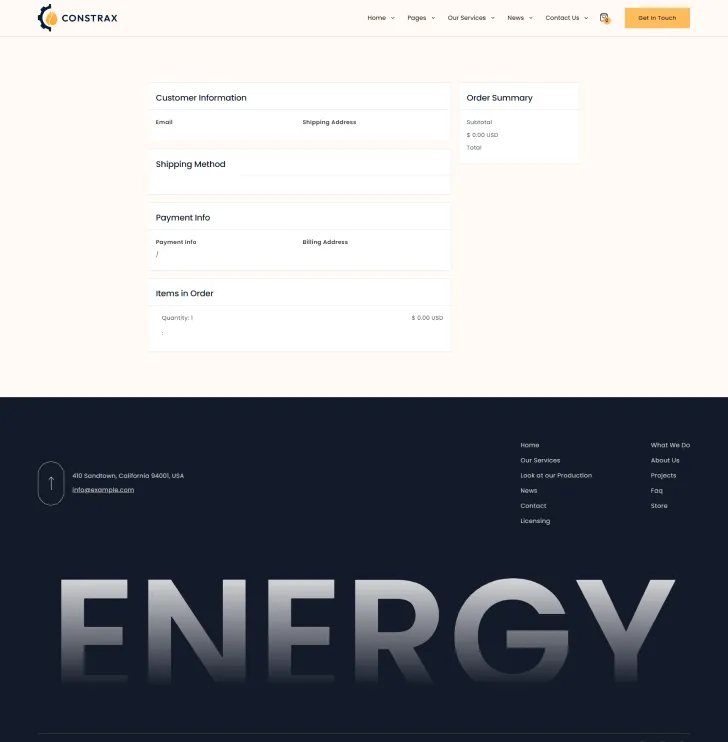 CONSTRAX
Home
Pages
Our Services
News
Contact Us
0
Get In Touch
Customer Information
Email
Shipping Address
Shipping Method
Payment Info
Payment Info
Billing Address
/
Items in Order
Quantity: 1
$ 0.00 USD
:
Order Summary
Subtotal
$ 0.00 USD
Total
410 Sandtown, California 94001, USA
info@example.com
Home
Our Services
Look at our Production
News
Contact
Licensing
What We Do
About Us
Projects
Faq
Store
ENERGY